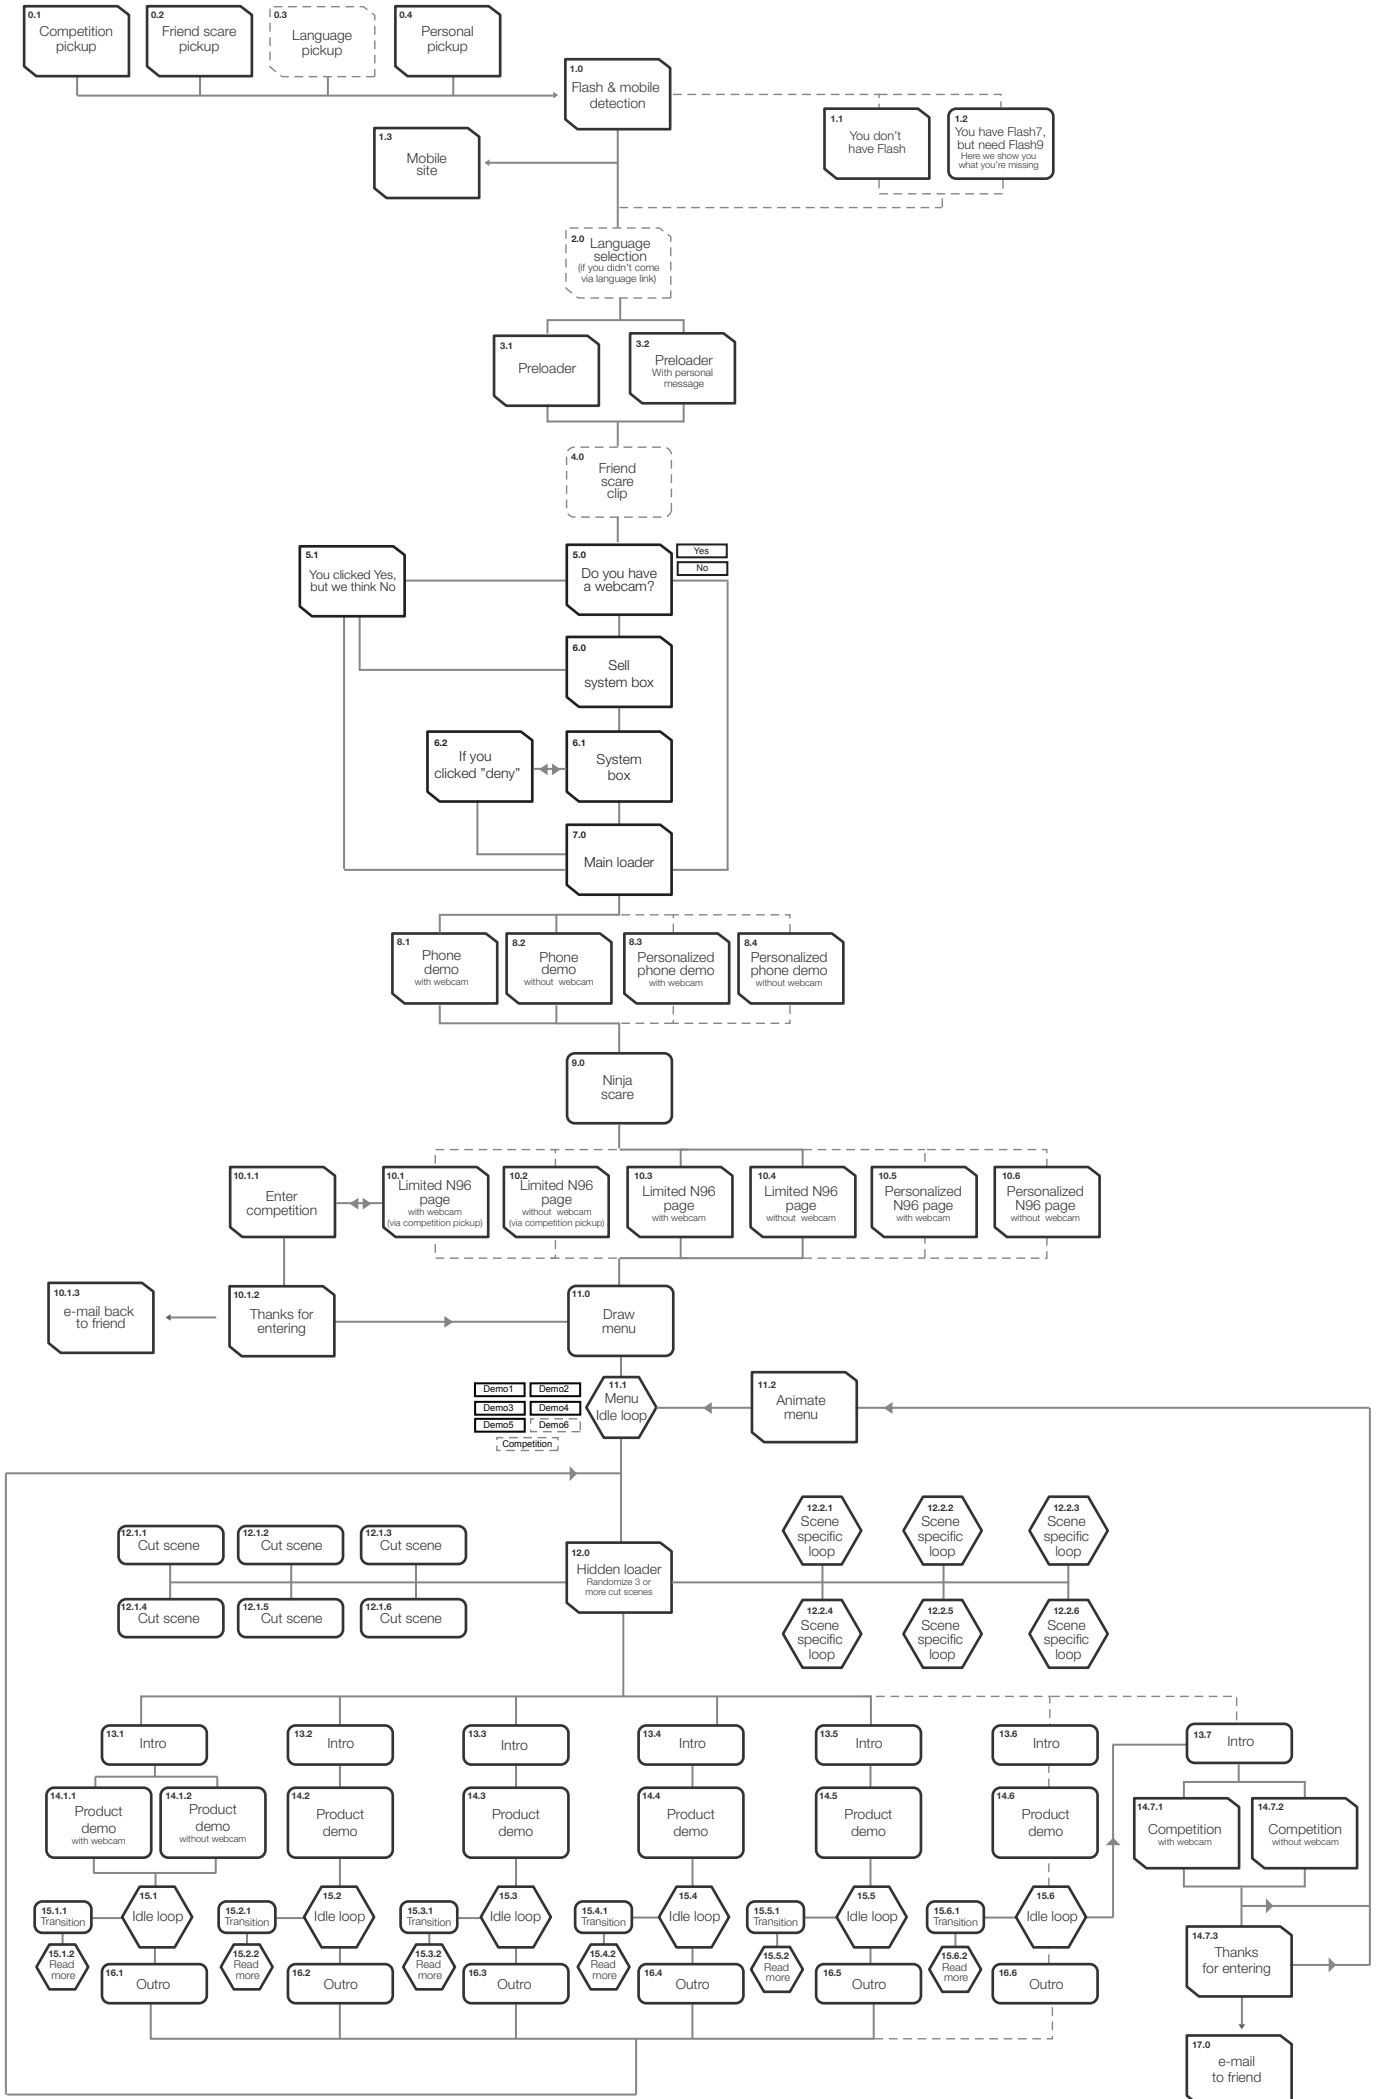 0.1
Competition
pickup
0.2
Friend scare
pickup
0.3
Language
pickup
0.4
Personal
pickup
1.0
Flash & mobile
detection
1.1
You don't
have Flash
1.2
You have Flash7,
but need Flash9
Here we show you
what you're missing
1.3
Mobile
site
2.0
Language
selection
(if you didn't come
via language link)
3.1
Preloader
3.2
Preloader
With personal
message
4.0
Friend
scare
clip
5.1
You clicked Yes,
but we think No
5.0
Do you have
a webcam?
Yes
No
6.0
Sell
system box
6.2
If you
clicked ”deny”
6.1
System
box
7.0
Main loader
8.1
Phone
demo
with webcam
8.2
Phone
demo
without webcam
8.3
Personalized
phone demo
with webcam
8.4
Personalized
phone demo
without webcam
9.0
Ninja
scare
10.1.1
Enter
competition
10.1
Limited N96
page
with webcam
(via competition pickup)
10.2
Limited N96
page
without webcam
(via competition pickup)
10.3
Limited N96
page
with webcam
10.4
Limited N96
page
without webcam
10.5
Personalized
N96 page
with webcam
10.6
Personalized
N96 page
without webcam
10.1.3
e-mail back
to friend
10.1.2
Thanks for
entering
11.0
Draw
menu
Demo1
Demo2
Demo3
Demo4
Demo5
Demo6
Competition
11.1
Menu
Idle loop
11.2
Animate
menu
12.1.1
Cut scene
12.1.2
Cut scene
12.1.3
Cut scene
12.1.4
Cut scene
12.1.5
Cut scene
12.1.6
Cut scene
12.0
Hidden loader
Randomize 3 or
more cut scenes
12.2.1
Scene
specific
loop
12.2.2
Scene
specific
loop
12.2.3
Scene
specific
loop
12.2.4
Scene
specific
loop
12.2.5
Scene
specific
loop
12.2.6
Scene
specific
loop
13.1
Intro
13.2
Intro
13.3
Intro
13.4
Intro
13.5
Intro
13.6
Intro
13.7
Intro
14.1.1
Product
demo
with webcam
14.1.2
Product
demo
without webcam
14.2
Product
demo
14.3
Product
demo
14.4
Product
demo
14.5
Product
demo
14.6
Product
demo
14.7.1
Competition
with webcam
14.7.2
Competition
without webcam
15.1.1
Transition
15.1
Idle loop
15.2.1
Transition
15.2
Idle loop
15.3.1
Transition
15.3
Idle loop
15.4.1
Transition
15.4
Idle loop
15.5.1
Transition
15.5
Idle loop
15.6.1
Transition
15.6
Idle loop
15.1.2
Read
more
15.2.2
Read
more
15.3.2
Read
more
15.4.2
Read
more
15.5.2
Read
more
15.6.2
Read
more
14.7.3
Thanks
for entering
16.1
Outro
16.2
Outro
16.3
Outro
16.4
Outro
16.5
Outro
16.6
Outro
17.0
e-mail
to friend